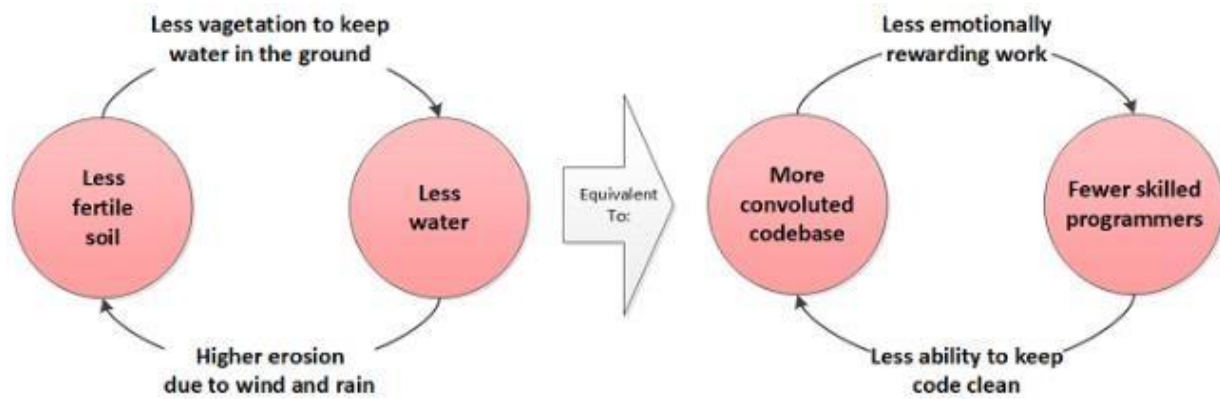 Less vagetation to keep
water in the ground
Less
fertile
soil
Less
water
Higher erosion
due to wind and rain
Equivalent
To:
Less emotionally
rewarding work
More
convoluted
codebase
Fewer skilled
programmers
Less ability to keep
code clean